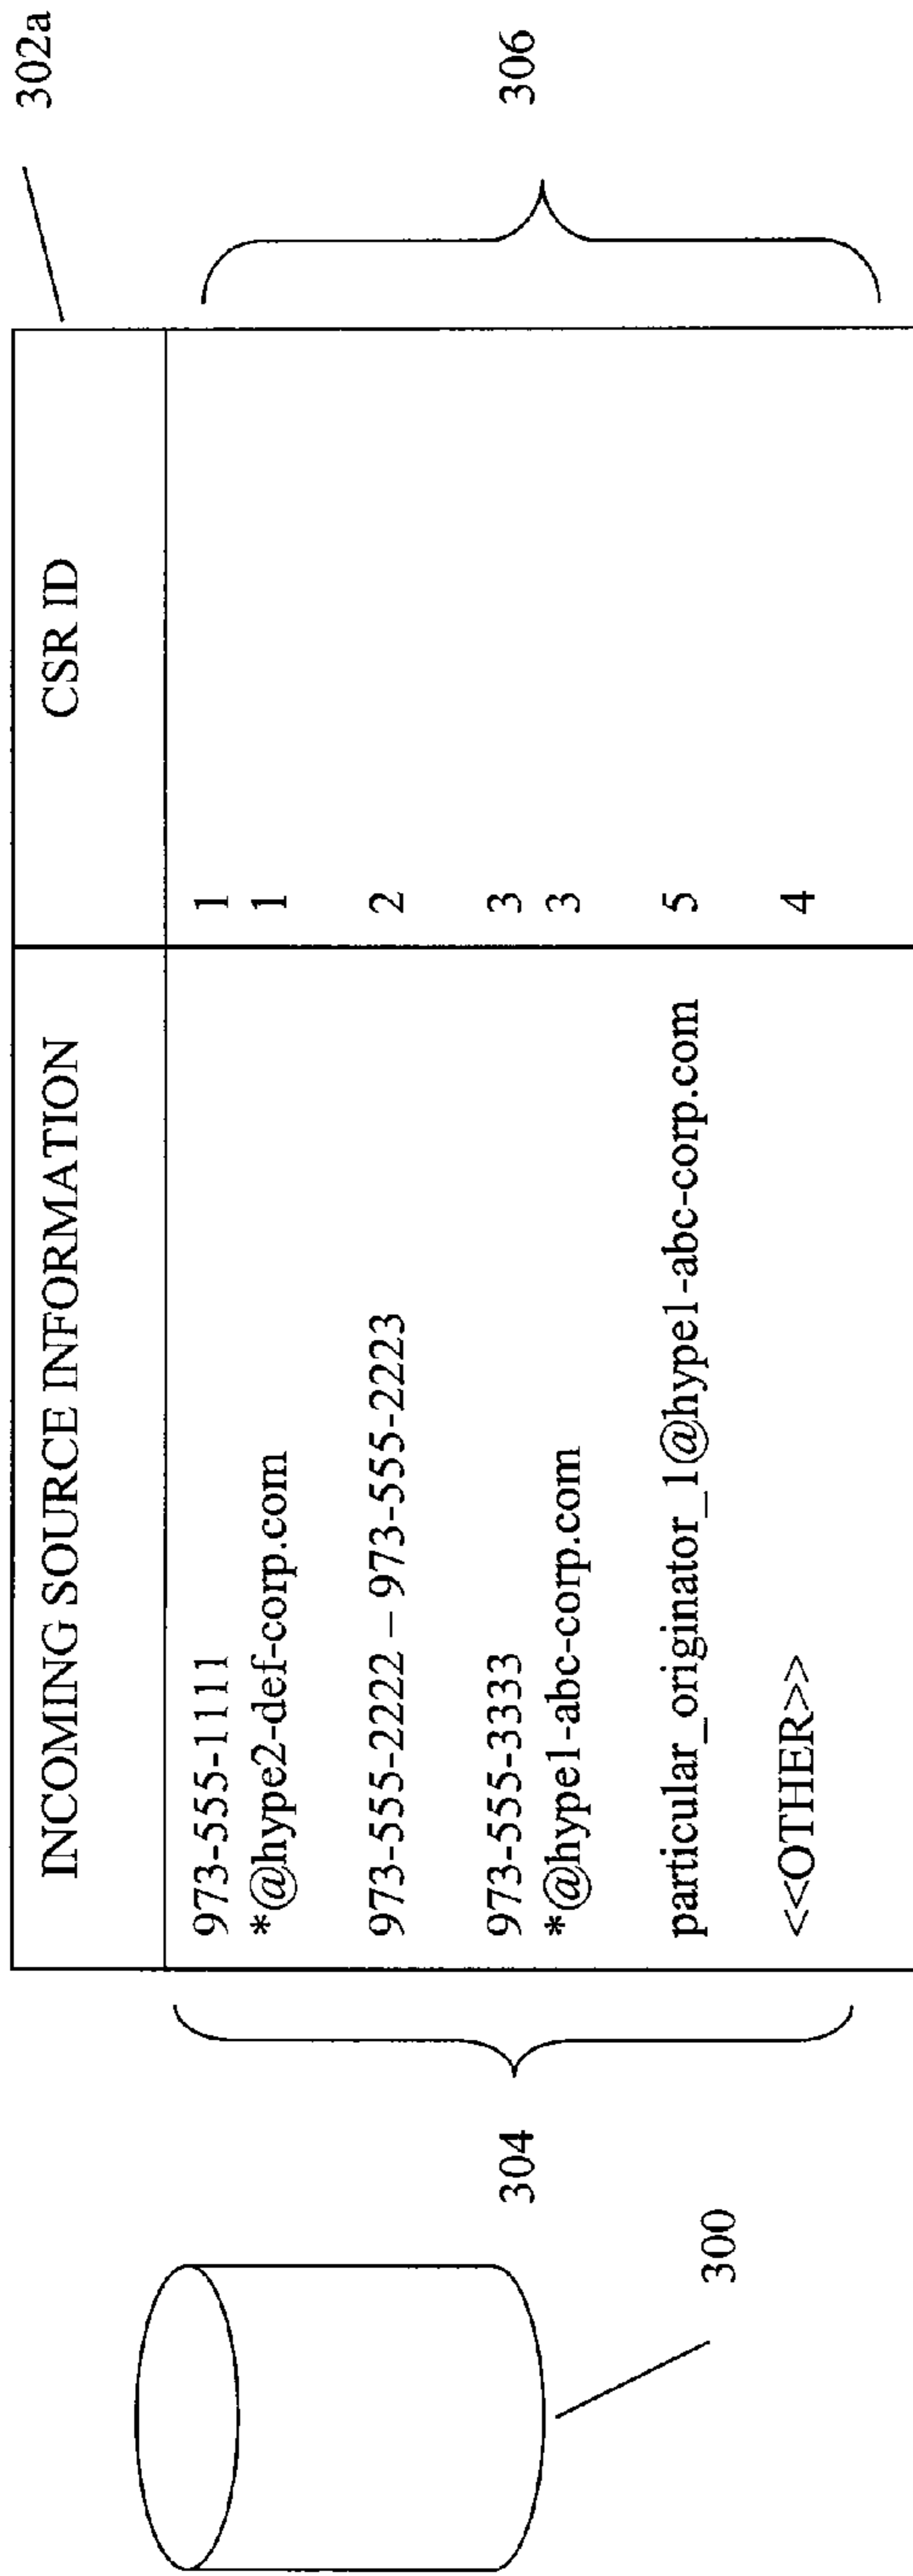 302a
INCOMING SOURCE INFORMATION
CSR ID
973-555-1111 1
*@hype2-def-corp.com 1
973-555-2222 – 973-555-2223 2
973-555-3333 3
*@hype1-abc-corp.com 3
particular_originator_1@hype1-abc-corp.com 5
<<OTHER>> 4
304
306
300